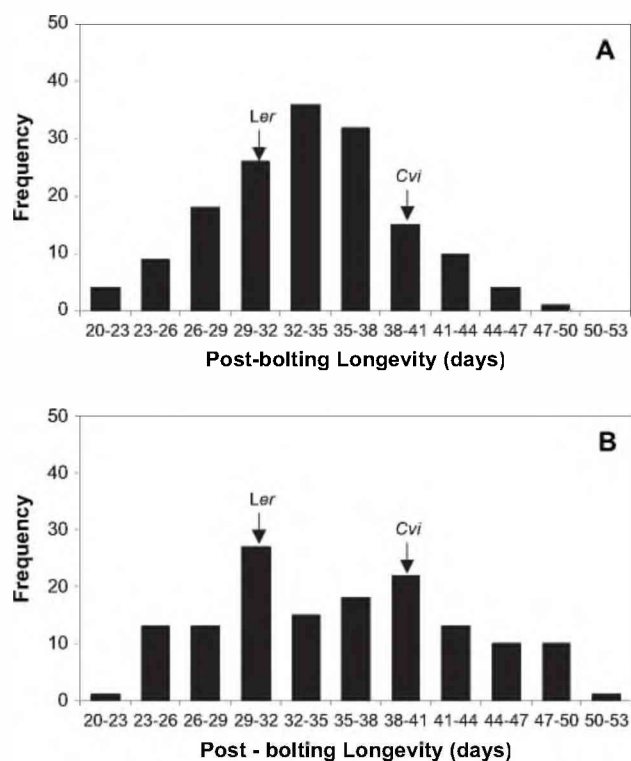 50
A
40
Ler
30
Cvi
20
10
0
Frequency
20-23 23-26 26-29 29-32 32-35 35-38 38-41 41-44 44-47 47-50 50-53
Post-bolting Longevity (days)
50
B
40
Ler
Cvi
30
20
10
0
Frequency
20-23 23-26 26-29 29-32 32-35 35-38 38-41 41-44 44-47 47-50 50-53
Post - bolting Longevity (days)